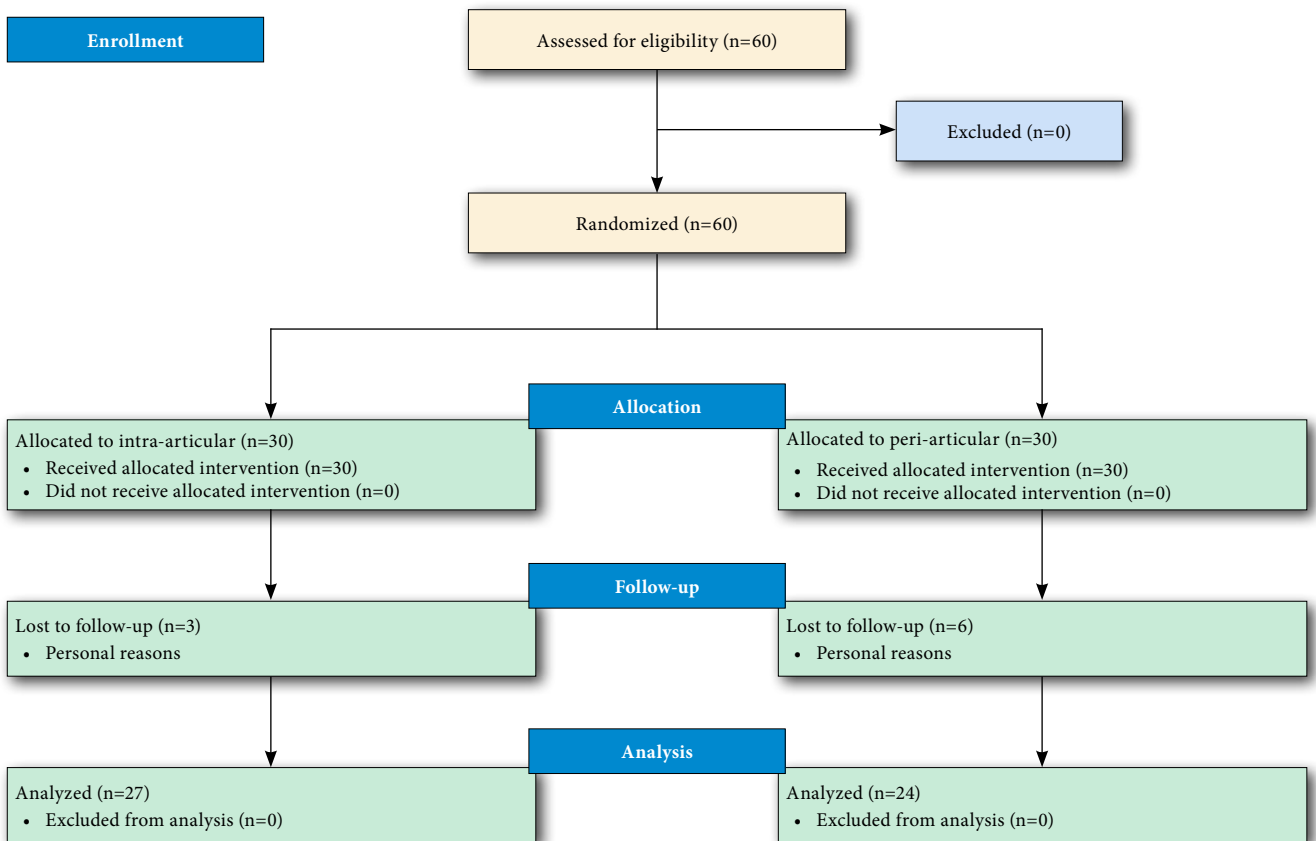 Enrollment
Assessed for eligibility (n=60)
Excluded (n=0)
Randomized (n=60)
Allocation
Allocated to intra-articular (n=30)
• Received allocated intervention (n=30)
• Did not receive allocated intervention (n=0)
Allocated to peri-articular (n=30)
• Received allocated intervention (n=30)
• Did not receive allocated intervention (n=0)
Follow-up
Lost to follow-up (n=3)
• Personal reasons
Lost to follow-up (n=6)
• Personal reasons
Analysis
Analyzed (n=27)
• Excluded from analysis (n=0)
Analyzed (n=24)
• Excluded from analysis (n=0)